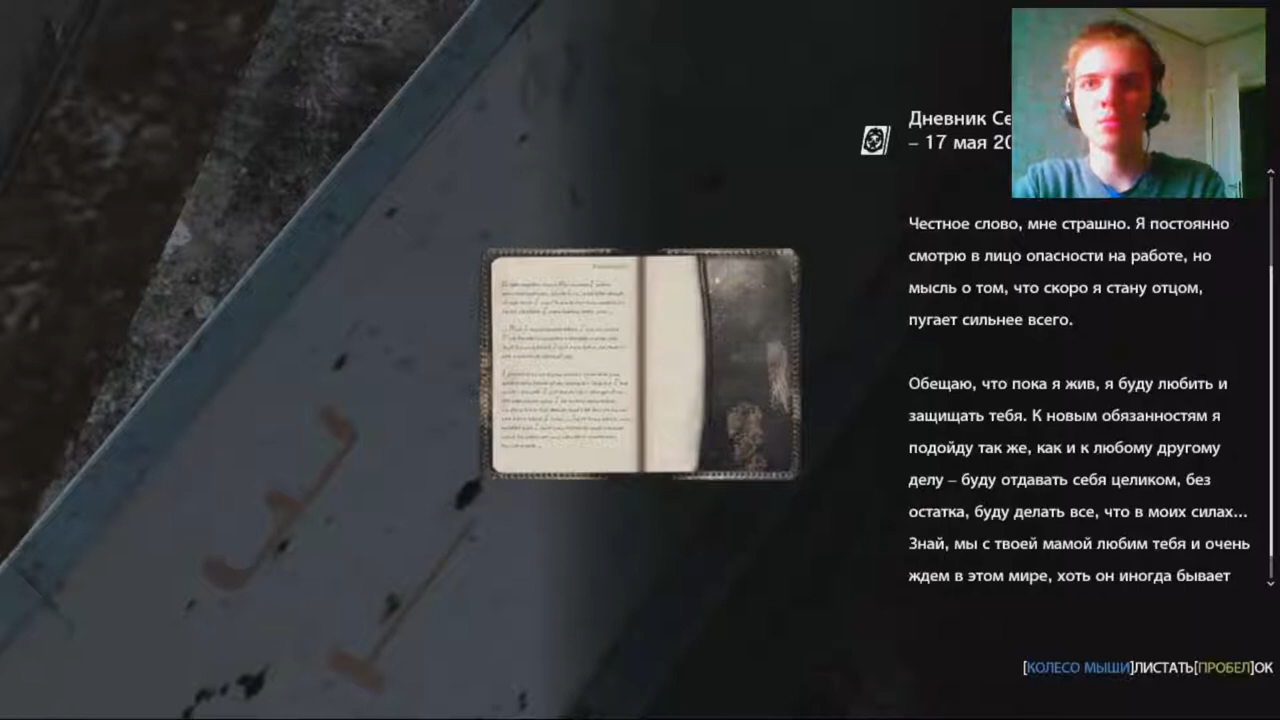 Дневник
– 17 мая
Честное слово, мне страшно. Я постоянно
смотрю в лицо опасности на работе, но
мысль о том, что скоро я стану отцом,
пугает сильнее всего.
Обещаю, что пока я жив, я буду любить и
защищать тебя. К новым обязанностям я
подойду так же, как и к любому другому
делу – буду отдавать себя целиком, без
остатка, буду делать все, что в моих силах...
Знай, мы с твоей мамой любим тебя и очень
ждем в этом мире, хоть он иногда бывает
[КОЛЕСО МЫШИ]ЛИСТАТЬ[ПРОБЕЛ]ОК